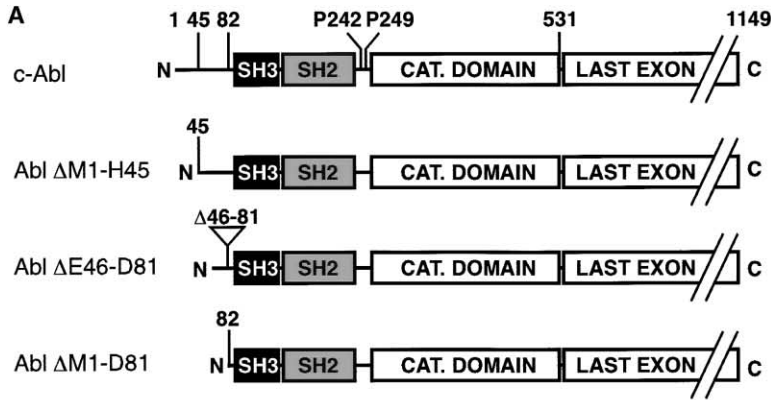 A
1 45 82 P242 P249 531 1149
c-Abl N SH3 SH2 CAT. DOMAIN LAST EXON C
45
Abl ΔM1-H45 N SH3 SH2 CAT. DOMAIN LAST EXON C
Δ46-81
Abl ΔE46-D81 N SH3 SH2 CAT. DOMAIN LAST EXON C
82
Abl ΔM1-D81 N SH3 SH2 CAT. DOMAIN LAST EXON C